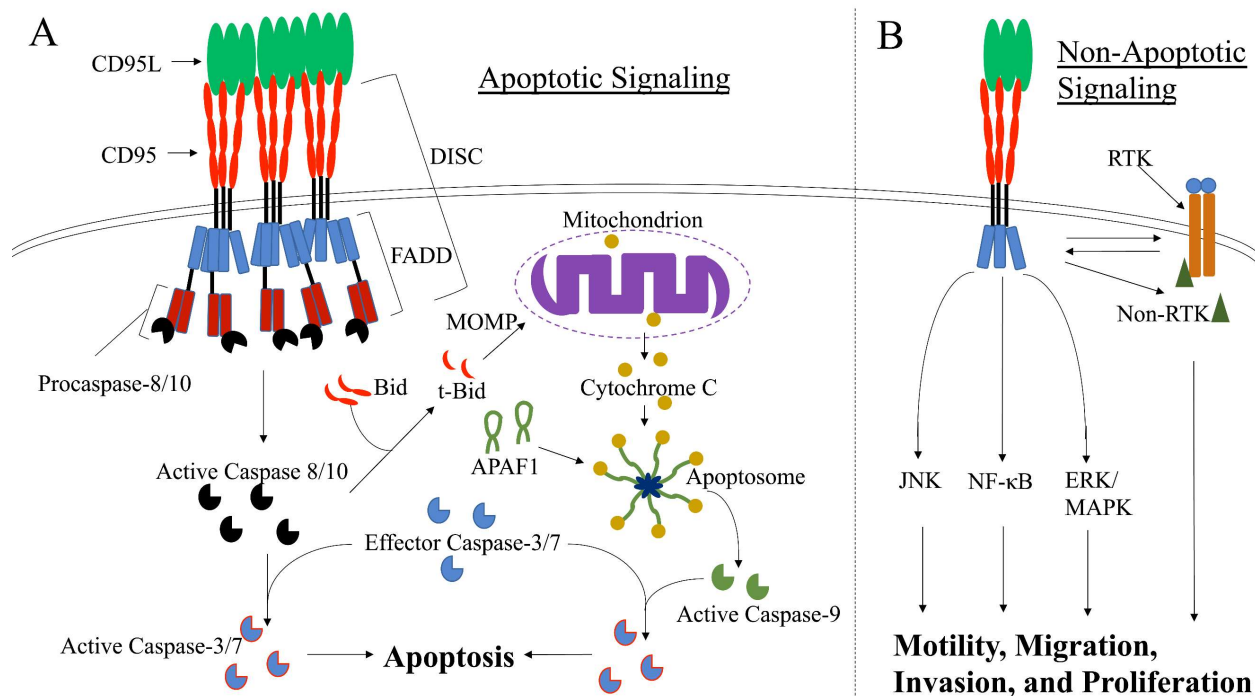 A
CD95L
Apoptotic Signaling
CD95
DISC
FADD
Mitochondrion
MOMP
Procaspase-8/10
Bid
t-Bid
Cytochrome C
APAF1
Active Caspase 8/10
Apoptosome
Effector Caspase-3/7
Active Caspase-9
Active Caspase-3/7
Apoptosis
B
Non-Apoptotic
Signaling
RTK
Non-RTK
JNK
NF-κB
ERK/
MAPK
Motility, Migration,
Invasion, and Proliferation